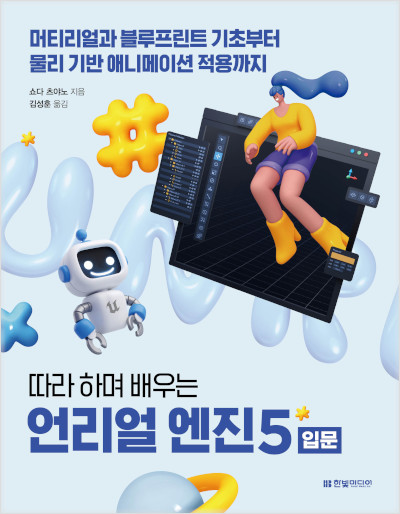 머티리얼과 블루프린트 기초부터
물리 기반 애니메이션 적용까지
쇼다 츠야노 지음
김성훈 옮김
따라 하며 배우는
언리얼 엔진5 입문
한빛미디어